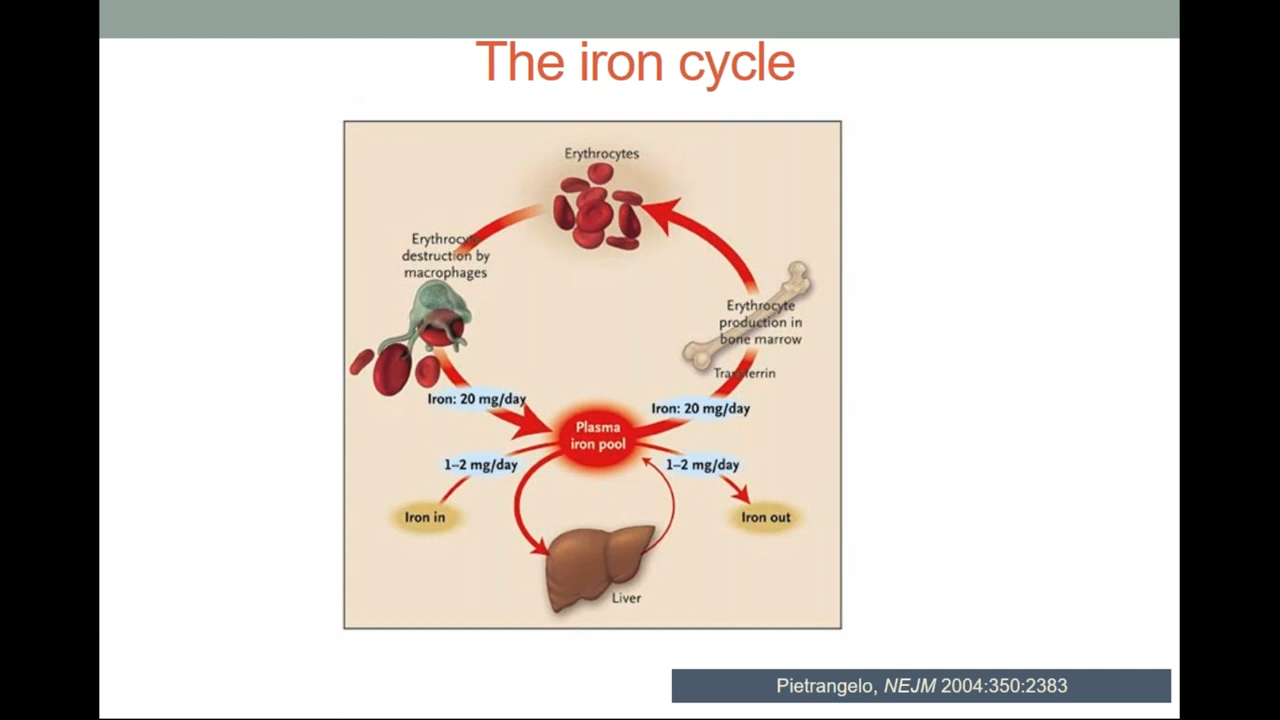 The iron cycle
Erythrocytes
Erythrocyte
destruction by
macrophages
Erythrocyte
production in
bone marrow
Transferrin
Iron: 20 mg/day
Iron: 20 mg/day
Plasma
iron pool
1–2 mg/day
1–2 mg/day
Iron in
Iron out
Liver
Pietrangelo, NEJM 2004:350:2383